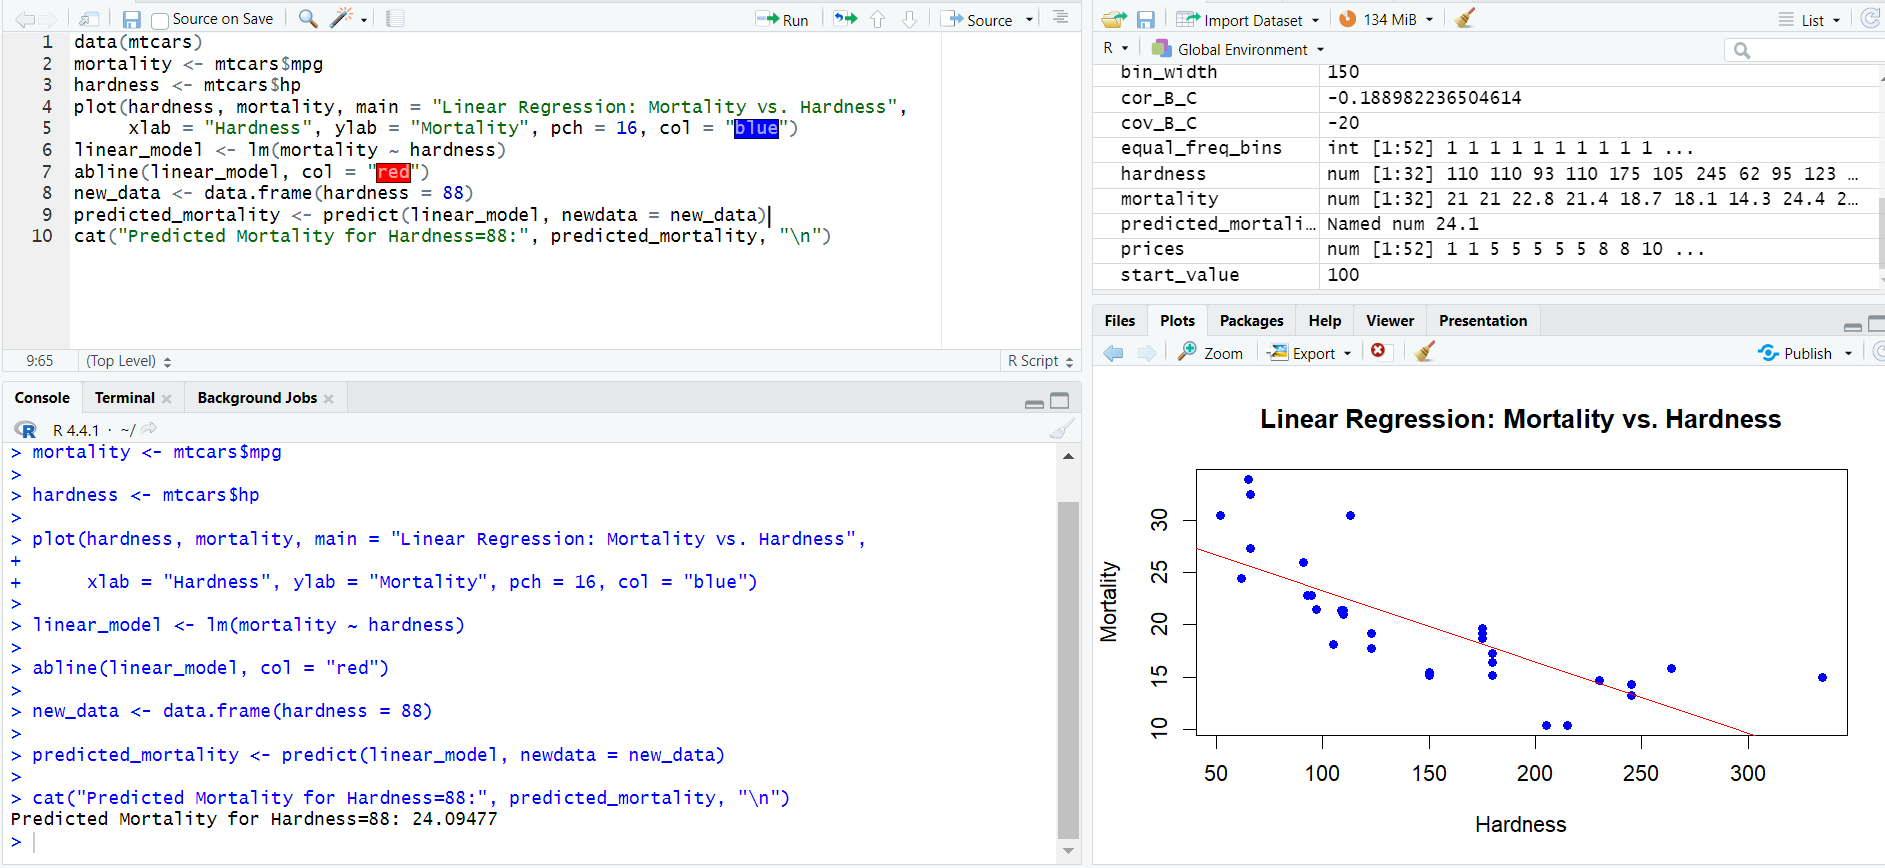 Source on Save
Run
Source
1 data(mtcars)
2 mortality <- mtcars$mpg
3 hardness <- mtcars$hp
4 plot(hardness, mortality, main = "Linear Regression: Mortality vs. Hardness",
5 xlab = "Hardness", ylab = "Mortality", pch = 16, col = "blue")
6 linear_model <- lm(mortality ~ hardness)
7 abline(linear_model, col = "red")
8 new_data <- data.frame(hardness = 88)
9 predicted_mortality <- predict(linear_model, newdata = new_data)
10 cat("Predicted Mortality for Hardness=88:", predicted_mortality, "\n")
9:65 (Top Level) R Script
Console Terminal Background Jobs
R R 4.4.1 · ~/
> mortality <- mtcars$mpg
>
> hardness <- mtcars$hp
>
> plot(hardness, mortality, main = "Linear Regression: Mortality vs. Hardness",
+
+ xlab = "Hardness", ylab = "Mortality", pch = 16, col = "blue")
>
> linear_model <- lm(mortality ~ hardness)
>
> abline(linear_model, col = "red")
>
> new_data <- data.frame(hardness = 88)
>
> predicted_mortality <- predict(linear_model, newdata = new_data)
>
> cat("Predicted Mortality for Hardness=88:", predicted_mortality, "\n")
Predicted Mortality for Hardness=88: 24.09477
>
Import Dataset 134 MiB List
R Global Environment
bin_width 150
cor_B_C -0.188982236504614
cov_B_C -20
equal_freq_bins int [1:52] 1 1 1 1 1 1 1 1 1 1 ...
hardness num [1:32] 110 110 93 110 175 105 245 62 95 123 …
mortality num [1:32] 21 21 22.8 21.4 18.7 18.1 14.3 24.4 2…
predicted_mortali… Named num 24.1
prices num [1:52] 1 1 5 5 5 5 5 8 8 10 ...
start_value 100
Files Plots Packages Help Viewer Presentation
Zoom Export Publish
Linear Regression: Mortality vs. Hardness
Mortality
30
25
20
15
10
50 100 150 200 250 300
Hardness